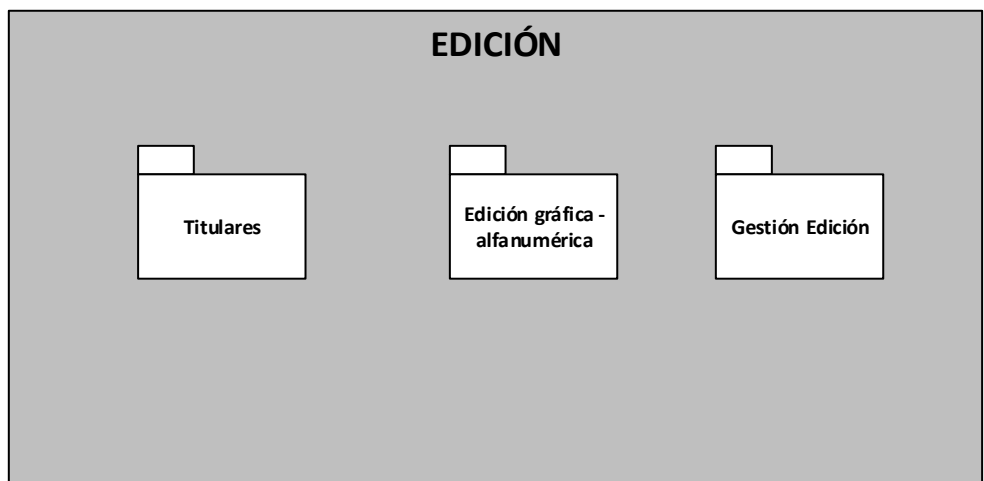 EDICIÓN
Titulares
Edición gráfica -
alfanumérica
Gestión Edición